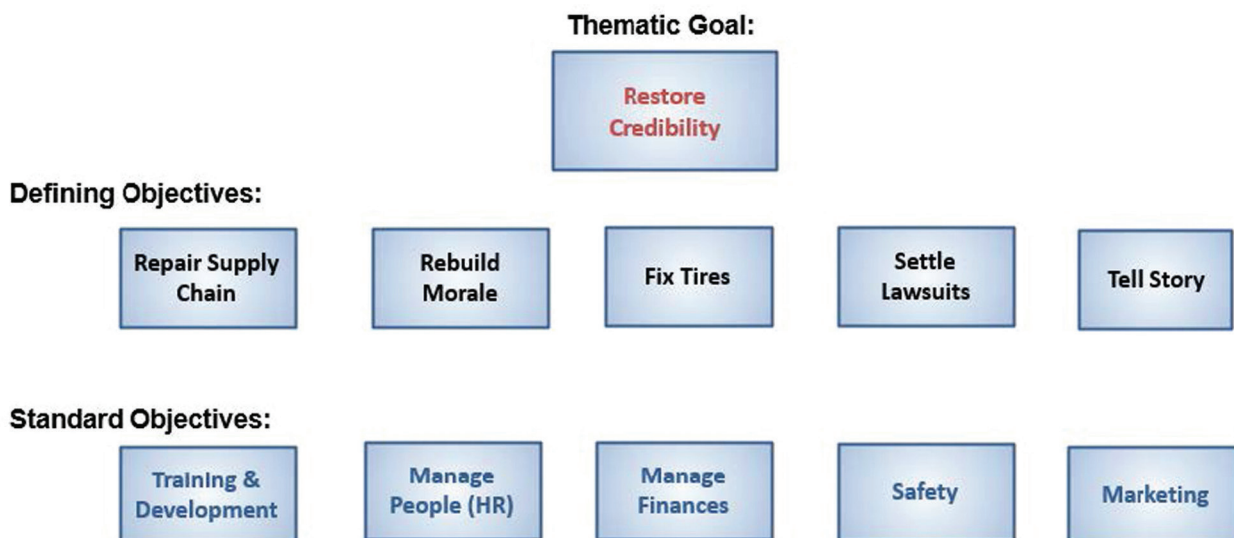 Thematic Goal:
Restore
Credibility
Defining Objectives:
Repair Supply
Chain
Rebuild
Morale
Fix Tires
Settle
Lawsuits
Tell Story
Standard Objectives:
Training &
Development
Manage
People (HR)
Manage
Finances
Safety
Marketing